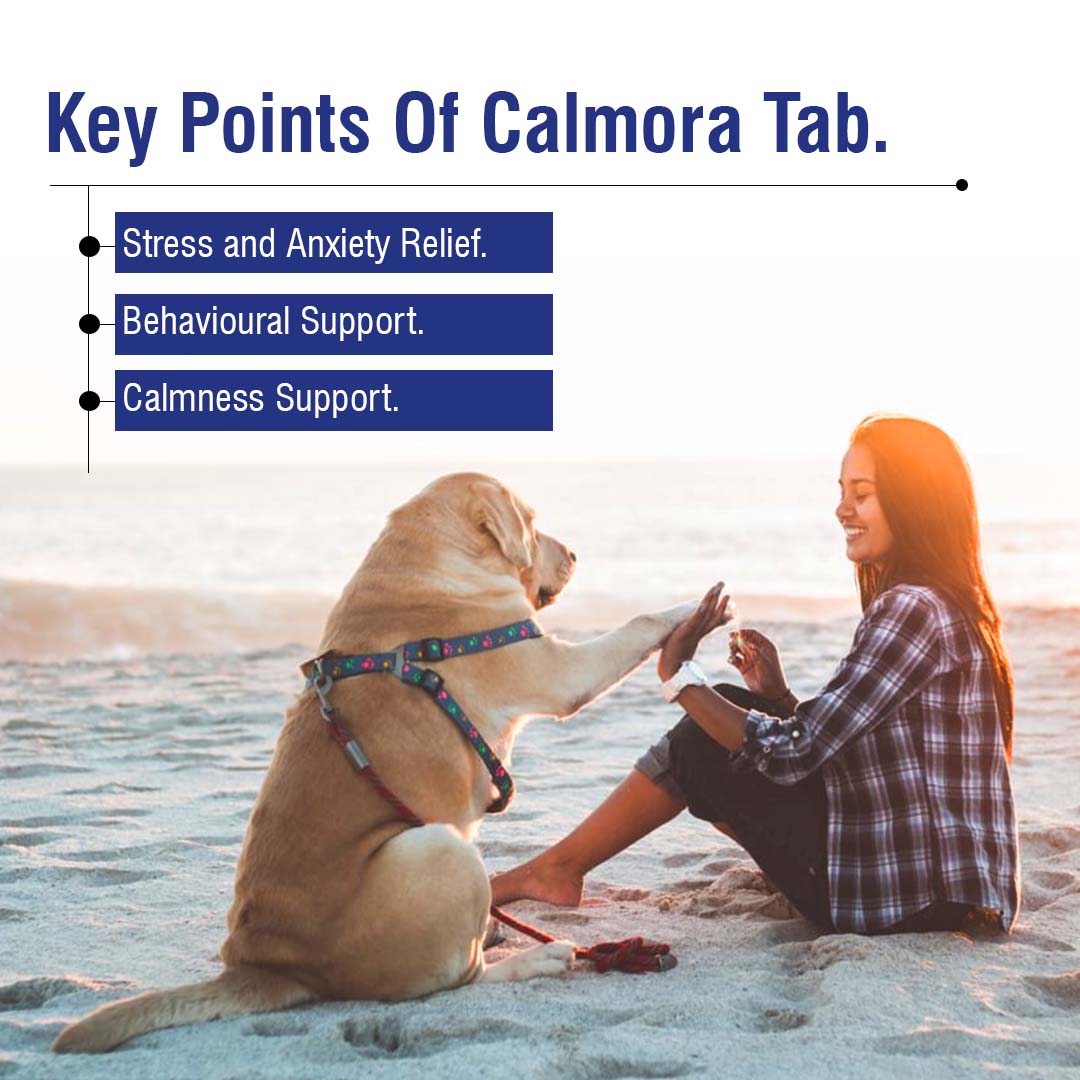 Key Points Of Calmora Tab.
Stress and Anxiety Relief.
Behavioural Support.
Calmness Support.